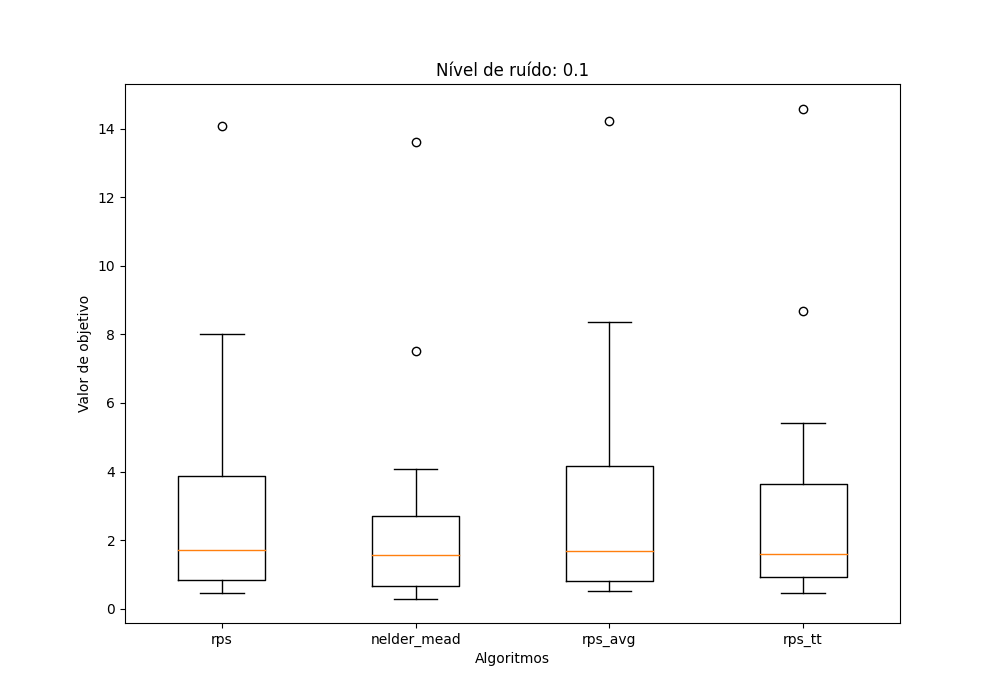 Nível de ruído: 0.1
14
12
10
8
6
4
2
0
Valor de objetivo
rps
nelder_mead
rps_avg
rps_tt
Algoritmos